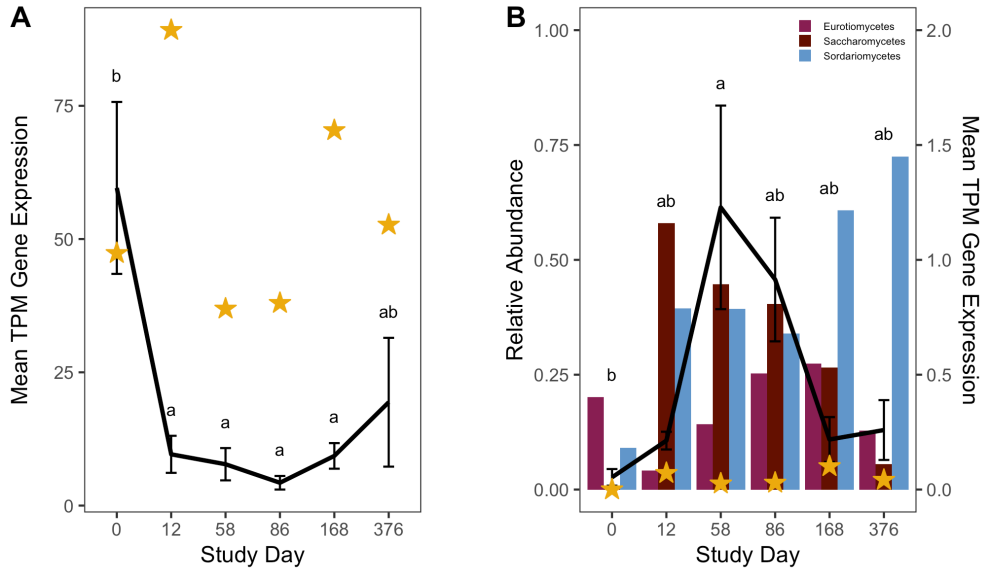 A
Mean TPM Gene Expression
75
50
25
0
b
a
a
a
a
ab
0 12 58 86 168 376
Study Day
B
Relative Abundance
1.00
0.75
0.50
0.25
0.00
Eurotiomycetes
Saccharomycetes
Sordariomycetes
b
ab
a
ab
ab
ab
2.0
1.5
1.0
0.5
0.0
Mean TPM Gene Expression
0 12 58 86 168 376
Study Day